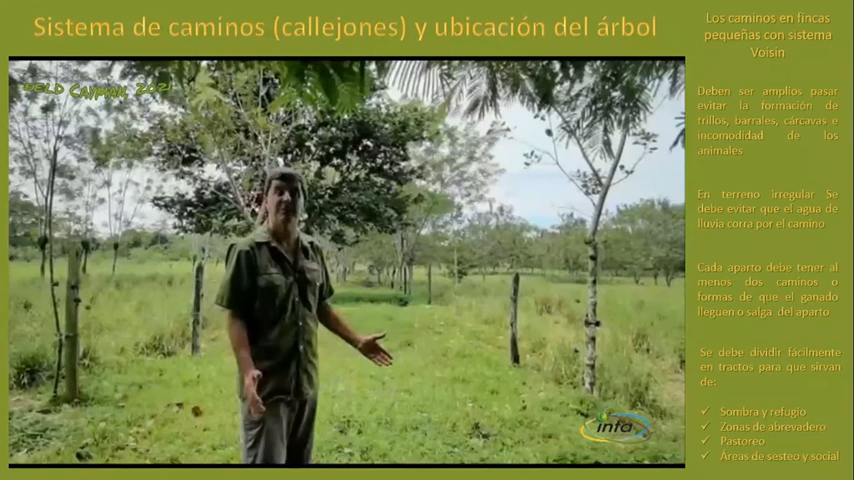 Sistema de caminos (callejones) y ubicación del árbol
Los caminos en fincas
pequeñas con sistema
Voisin
Deben ser amplios pasar
evitar la formación de
trillos, barrales, cárcavas e
incomodidad de los
animales
En terreno irregular Se
debe evitar que el agua de
lluvia corra por el camino
Cada aparto debe tener al
menos dos caminos o
formas de que el ganado
lleguen o salga del aparto
Se debe dividir fácilmente
en tractos para que sirvan
de:
✓ Sombra y refugio
✓ Zonas de abrevadero
✓ Pastoreo
✓ Áreas de sesteo y social
2021
inta